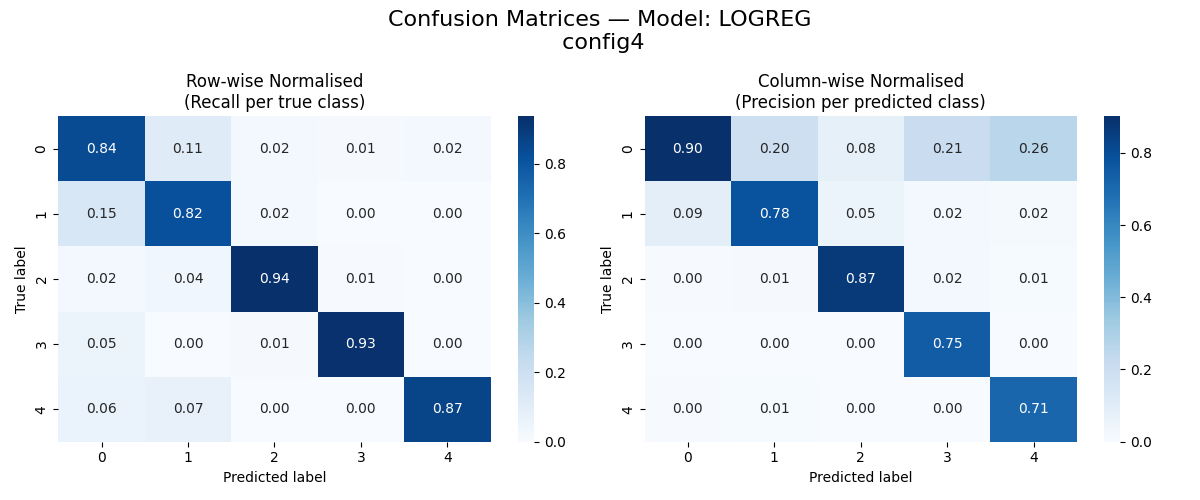 Confusion Matrices — Model: LOGREG
config4
Row-wise Normalised
(Recall per true class)
0 0.84 0.11 0.02 0.01 0.02
1 0.15 0.82 0.02 0.00 0.00
2 0.02 0.04 0.94 0.01 0.00
3 0.05 0.00 0.01 0.93 0.00
4 0.06 0.07 0.00 0.00 0.87
0 1 2 3 4
True label
Predicted label
0.8
0.6
0.4
0.2
0.0
Column-wise Normalised
(Precision per predicted class)
0 0.90 0.20 0.08 0.21 0.26
1 0.09 0.78 0.05 0.02 0.02
2 0.00 0.01 0.87 0.02 0.01
3 0.00 0.00 0.00 0.75 0.00
4 0.00 0.01 0.00 0.00 0.71
0 1 2 3 4
True label
Predicted label
0.8
0.6
0.4
0.2
0.0